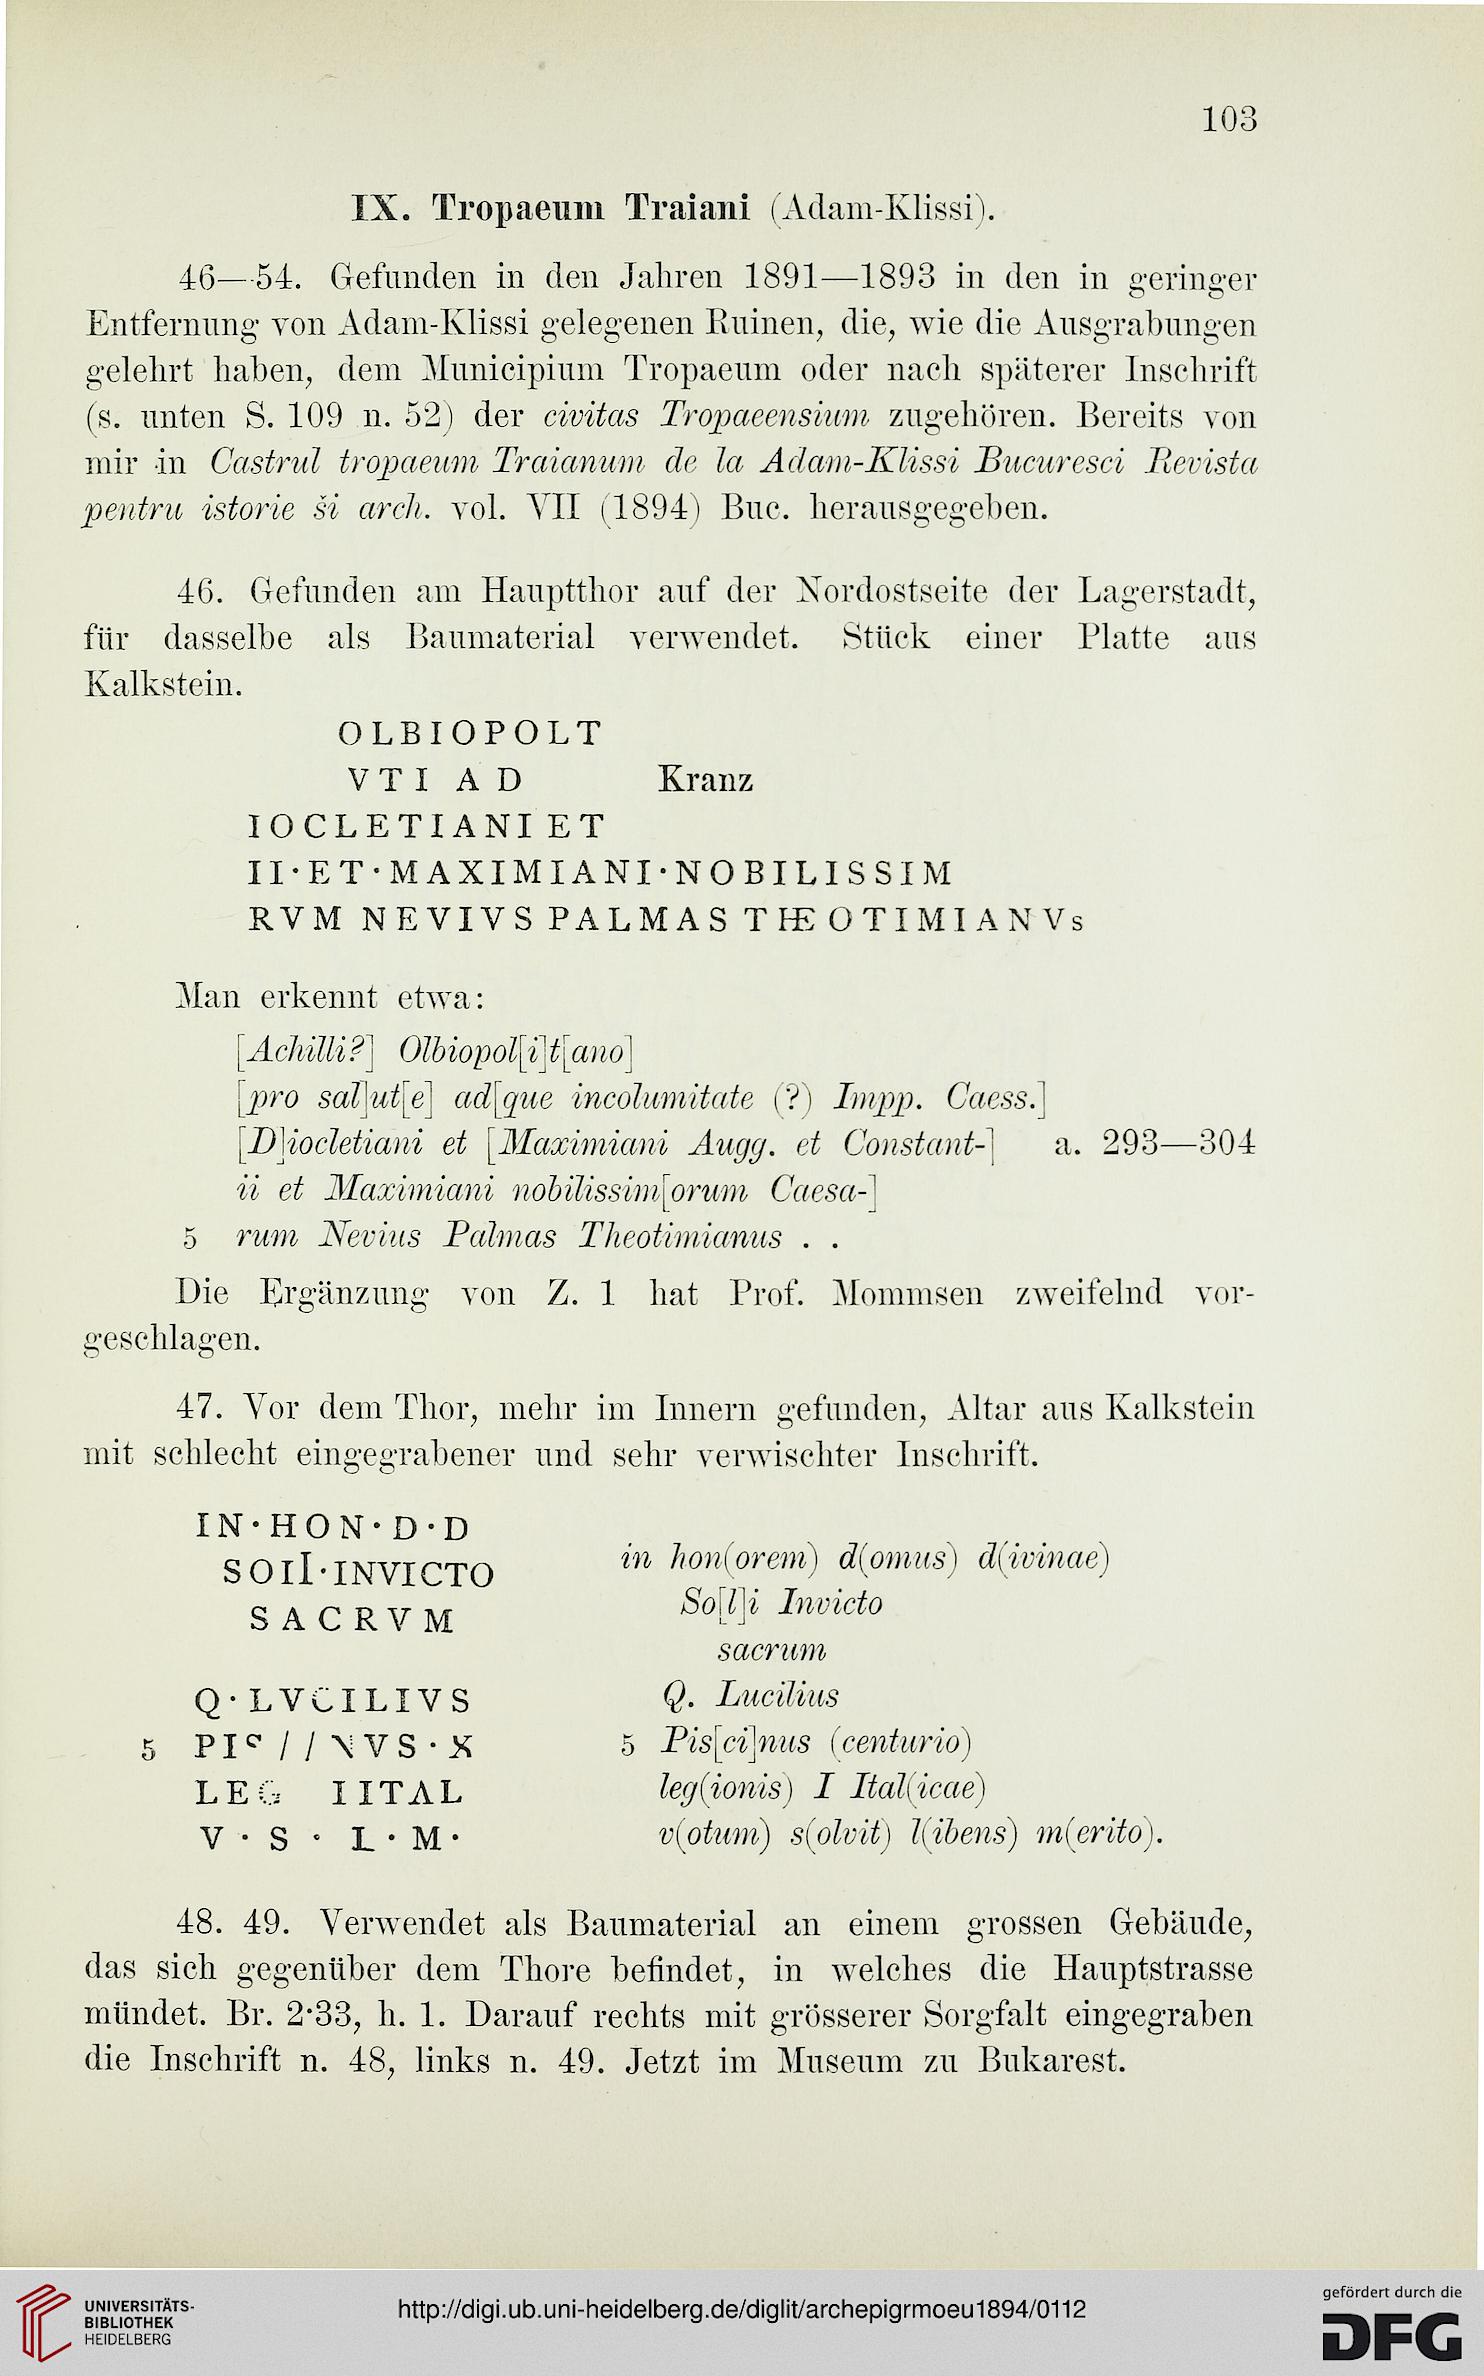 103
IX. Tropaeum Traiani (Adam-Klissi).
46—54. Gefunden in den Jahren 1891—1893 in den in geringer
Entfernung von Adam-Klissi gelegenen Ruinen, die, wie die Ausgrabungen
gelehrt haben, dem Municipium Tropaeum oder nach späterer Inschrift
(s. unten S. 109 n. 52) der civitas Tropaeensium zugehören. Bereits von
mir in Castrul tropaeum Traianum de la Adam-Klissi Bucuresci Revista
pentru istorie ši arch. vol. VII (1894) Buc. herausgegeben.
46. Gefunden am Hauptthor auf der Nordostseite der Lagerstadt,
für dasselbe als Baumaterial verwendet. Stück einer Platte aus
Kalkstein.
OLBIOPOLT
VTI AD Kranz
IOCLETIANI ET
II·ET·MAXIMIANI·NOBILISSIM
RVM NEVIVS PALMAS THEOTIMIANVs
Man erkennt etwa:
[Achilli?] Olbiopol[i]t[ano]
[pro sal]ut[e] ad[que incolumitate (?) Impp. Caess.]
[D]iocletiani et [Maximiani Augg. et Constant-] a. 293—304
ii et Maximiani nobilissim[orum Caesa-]
5 rum Nevius Palmas Theotimianus . .
Die Ergänzung von Z. 1 hat Prof. Mommsen zweifelnd vor-
geschlagen.
47. Vor dem Thor, mehr im Innern gefunden, Altar aus Kalkstein
mit schlecht eingegrabener und sehr verwischter Inschrift.
IN·HON·D·D
SOII·INVICTO
SACRVM
Q·LVCILIVS
5 PIC//\VS·X
LEG IITAL
V·S·L·M·
in hon(orem) d(omus) d(ivinae)
So[l]i Invicto
sacrum
Q. Lucilius
5 Pis[ci]nus (centurio)
leg(ionis) I Ital(icae)
v(otum) s(olvit) l(ibens) m(erito).
48. 49. Verwendet als Baumaterial an einem grossen Gebäude,
das sich gegenüber dem Thore befindet, in welches die Hauptstrasse
mündet. Br. 2·33, h. 1. Darauf rechts mit grösserer Sorgfalt eingegraben
die Inschrift n. 48, links n. 49. Jetzt im Museum zu Bukarest.
UNIVERSITÄTS-
BIBLIOTHEK
HEIDELBERG
http://digi.ub.uni-heidelberg.de/diglit/archepigrmoeu1894/0112
gefördert durch die
DFG